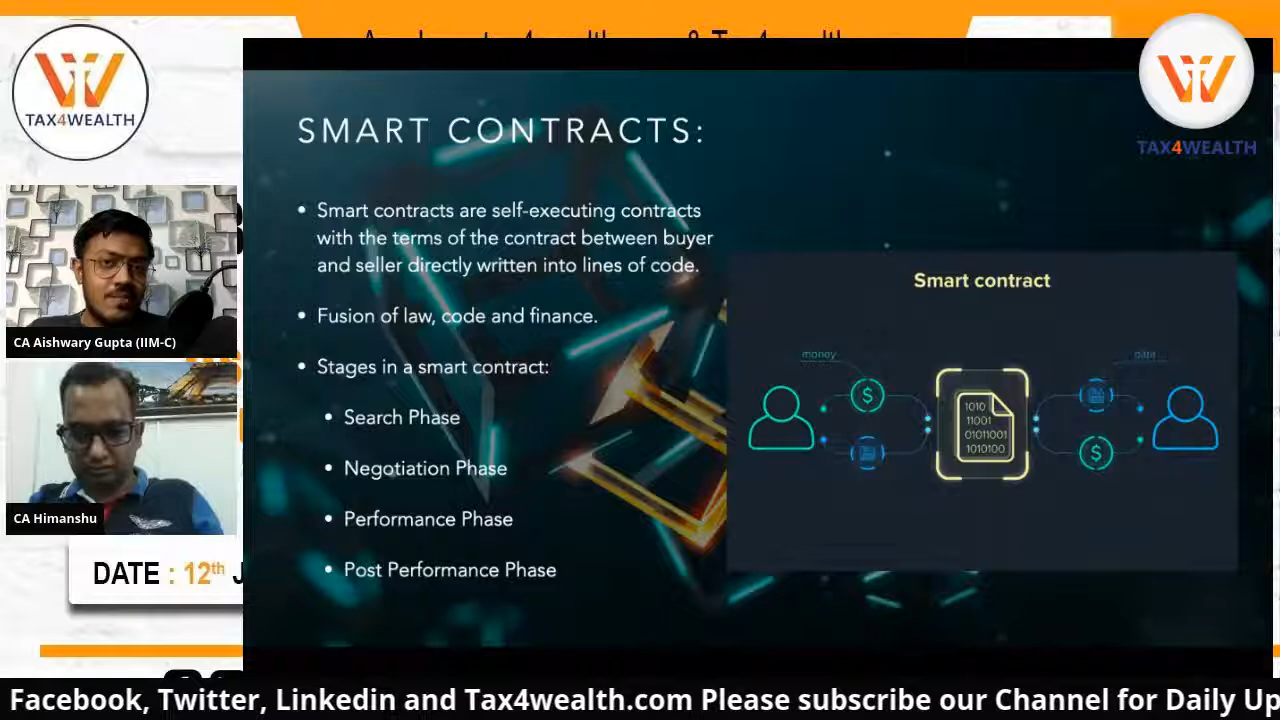 TAX4WEALTH
TAX4WEALTH
SMART CONTRACTS:
• Smart contracts are self-executing contracts
with the terms of the contract between buyer
and seller directly written into lines of code.
• Fusion of law, code and finance.
• Stages in a smart contract:
• Search Phase
• Negotiation Phase
• Performance Phase
• Post Performance Phase
Smart contract
money
data
$
1010
11001
01011001
1010100
$
CA Aishwary Gupta (IIM-C)
CA Himanshu
DATE : 12th J
Facebook, Twitter, Linkedin and Tax4wealth.com Please subscribe our Channel for Daily Up